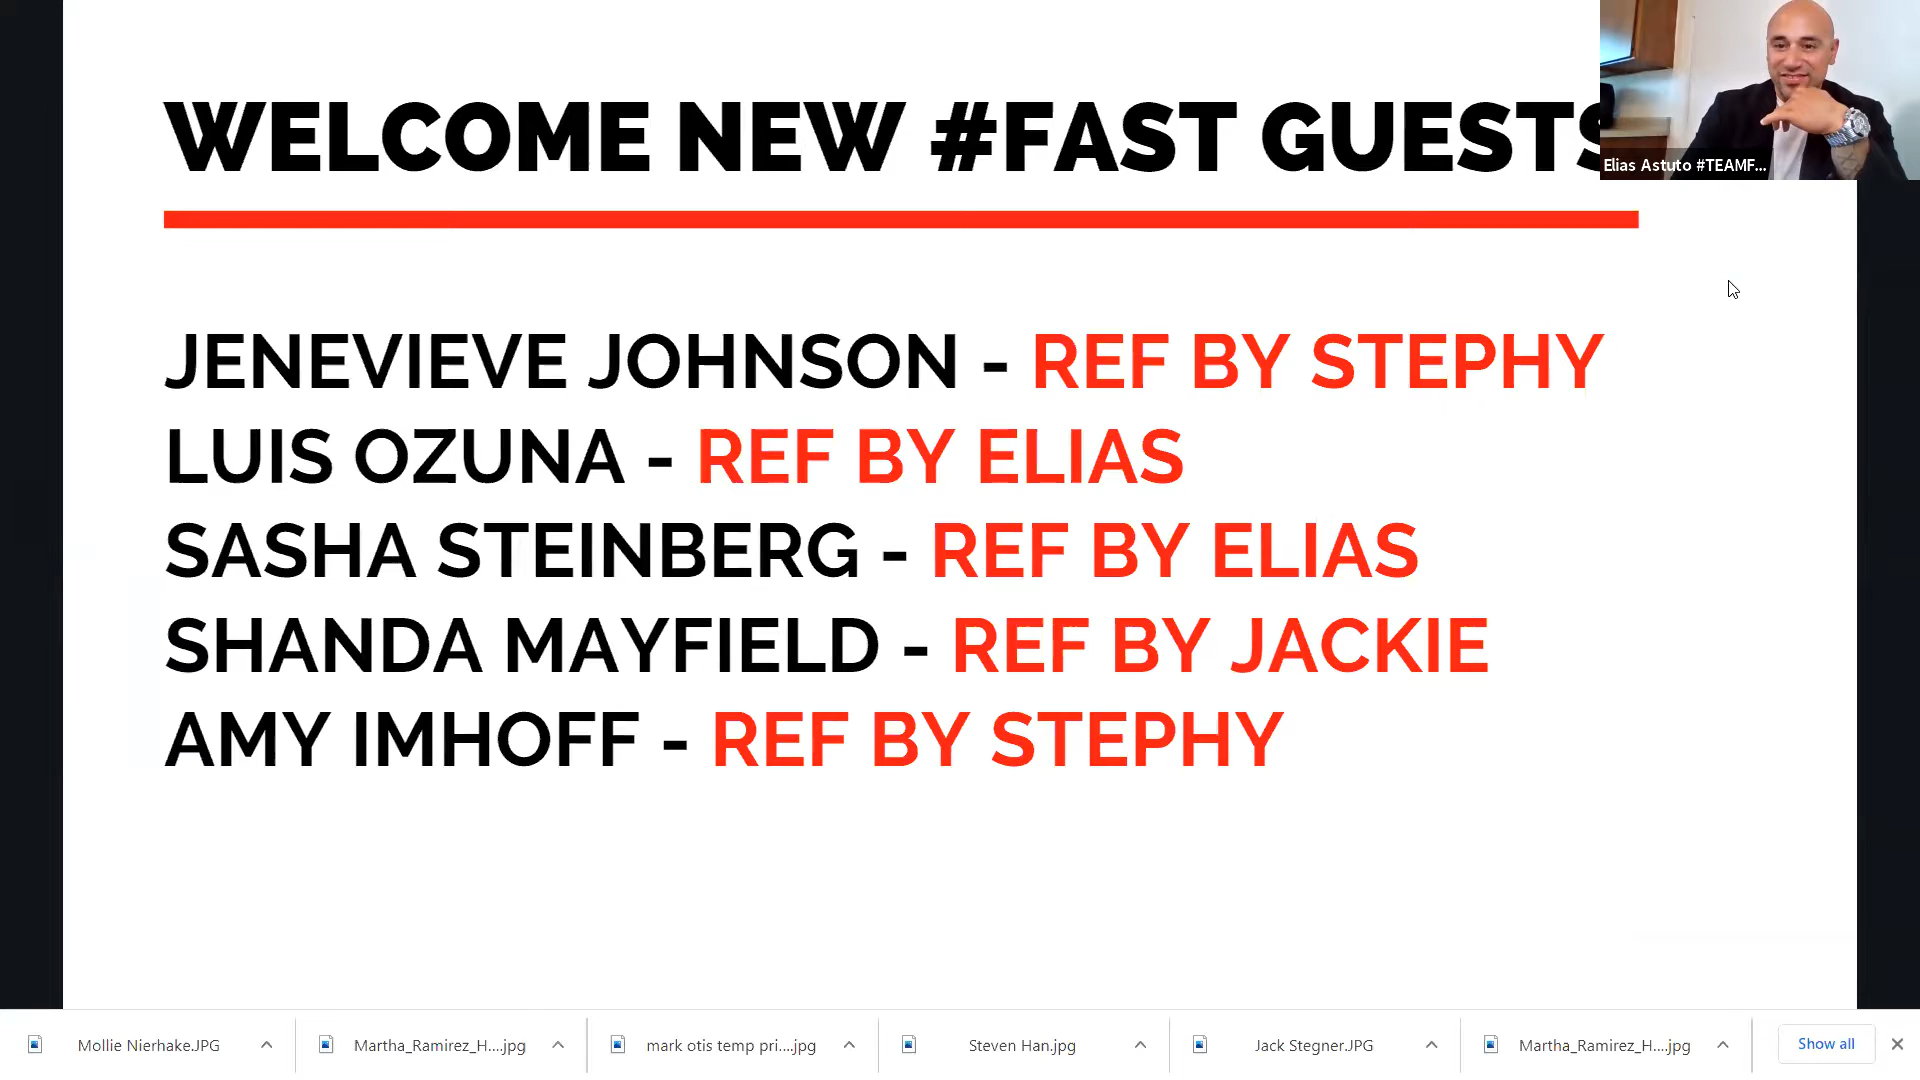 WELCOME NEW #FAST GUESTS
Elias Astuto #TEAMF...
JENEVIEVE JOHNSON - REF BY STEPHY
LUIS OZUNA - REF BY ELIAS
SASHA STEINBERG - REF BY ELIAS
SHANDA MAYFIELD - REF BY JACKIE
AMY IMHOFF - REF BY STEPHY
Mollie Nierhake.JPG
Martha_Ramirez_H....jpg
mark otis temp pri....jpg
Steven Han.jpg
Jack Stegner.JPG
Martha_Ramirez_H....jpg
Show all